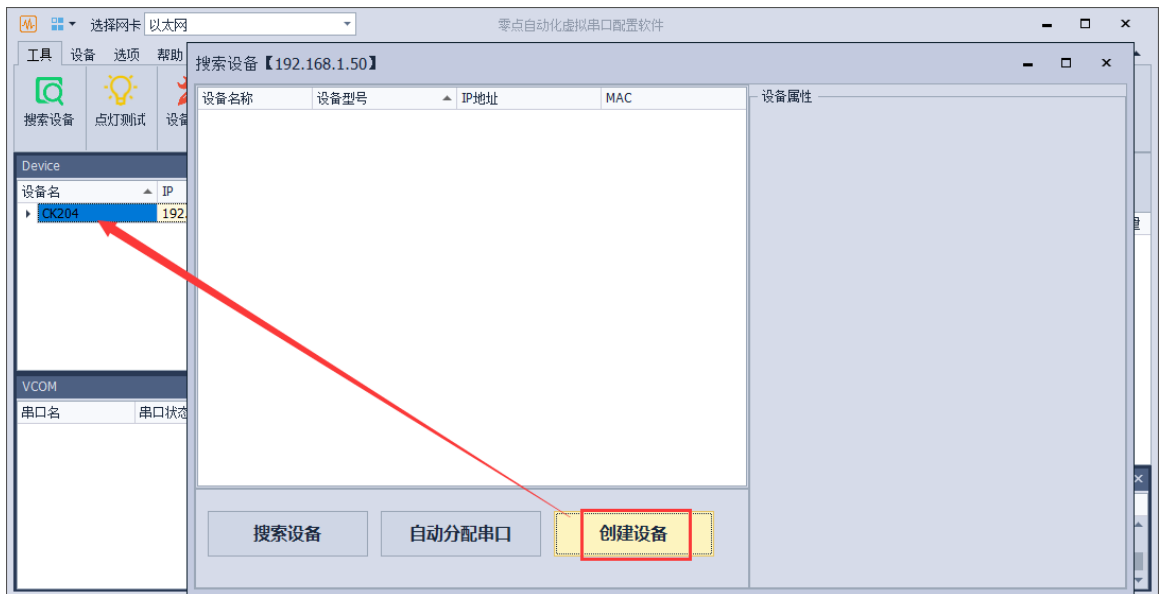 选择网卡 以太网 零点自动化虚拟串口配置软件
工具 设备 选项 帮助
搜索设备 点灯测试 设备
搜索设备【192.168.1.50】
设备名称 设备型号 IP地址 MAC
设备属性
Device
设备名 IP
CK204 192.
VCOM
串口名 串口状态
搜索设备 自动分配串口 创建设备